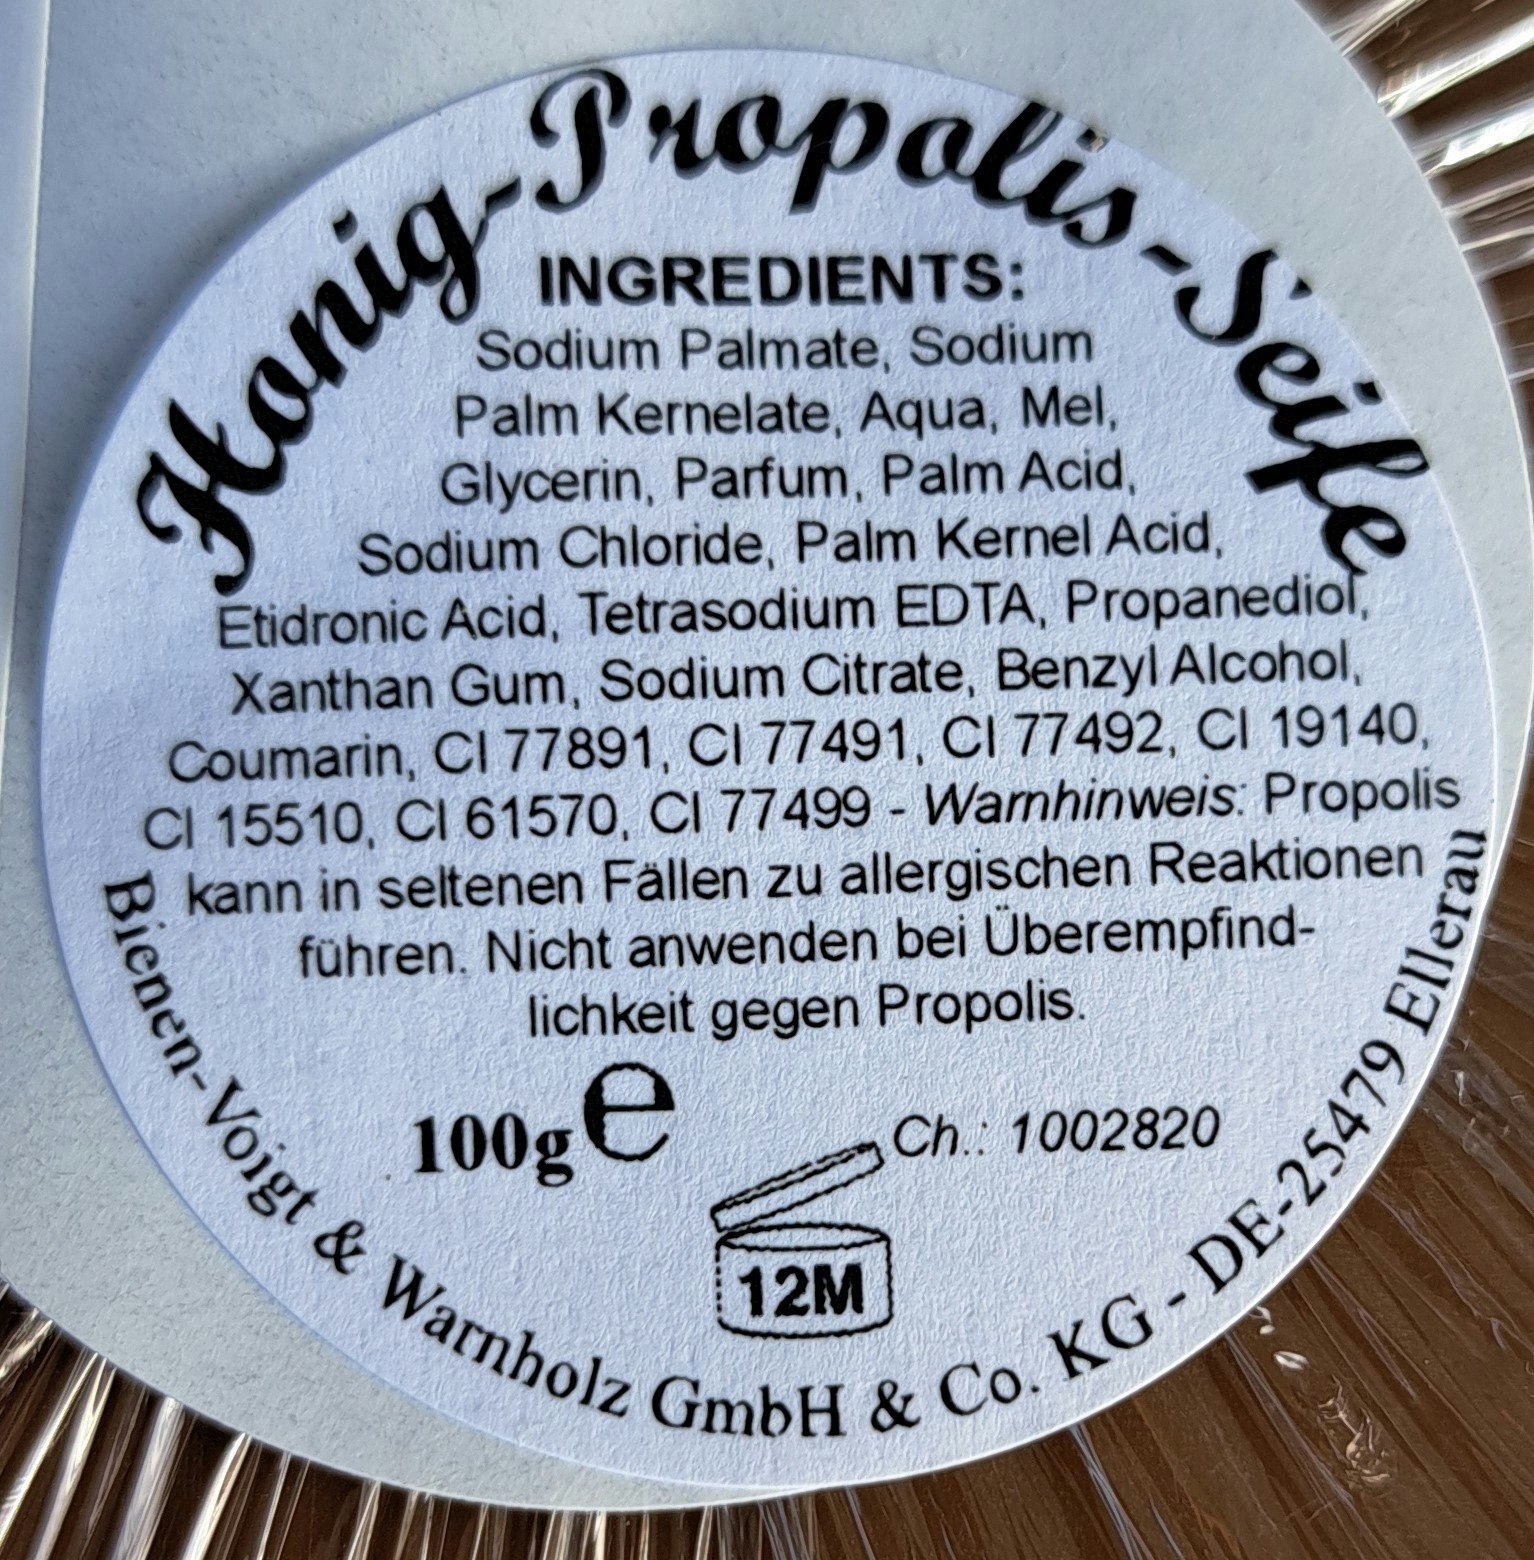 Honig-Propolis-Seife
INGREDIENTS:
Sodium Palmate, Sodium
Palm Kernelate, Aqua, Mel,
Glycerin, Parfum, Palm Acid,
Sodium Chloride, Palm Kernel Acid,
Etidronic Acid, Tetrasodium EDTA, Propanediol,
Xanthan Gum, Sodium Citrate, Benzyl Alcohol,
Coumarin, CI 77891, CI 77491, CI 77492, CI 19140,
CI 15510, CI 61570, CI 77499 - Warnhinweis: Propolis
kann in seltenen Fällen zu allergischen Reaktionen
führen. Nicht anwenden bei Überempfind-
lichkeit gegen Propolis.
100g e
Ch.: 1002820
12M
Bienen-Voigt & Warnholz GmbH & Co. KG - DE-25479 Ellerau